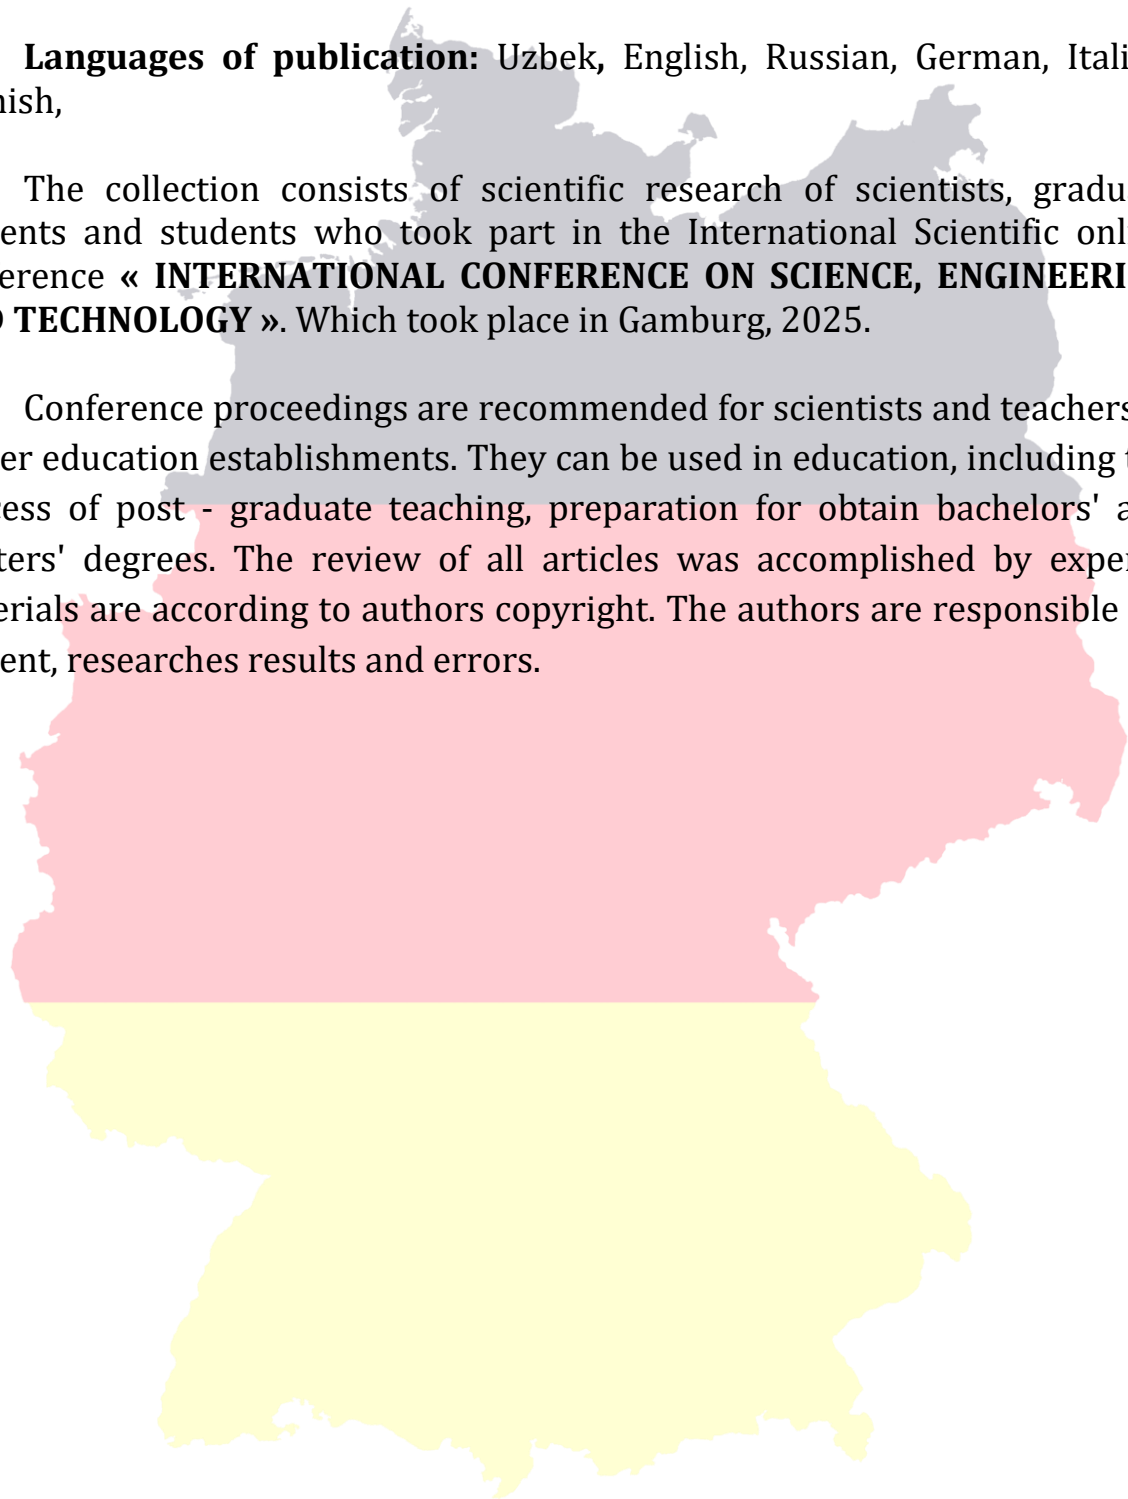 Languages of publication: Uzbek, English, Russian, German, Itali
nish,
The collection consists of scientific research of scientists, gradu
ents and students who took part in the International Scientific onl
erence « INTERNATIONAL CONFERENCE ON SCIENCE, ENGINEERI
TECHNOLOGY ». Which took place in Gamburg, 2025.
Conference proceedings are recommended for scientists and teachers
er education establishments. They can be used in education, including t
cess of post - graduate teaching, preparation for obtain bachelors' a
ters' degrees. The review of all articles was accomplished by exper
erials are according to authors copyright. The authors are responsible
ent, researches results and errors.